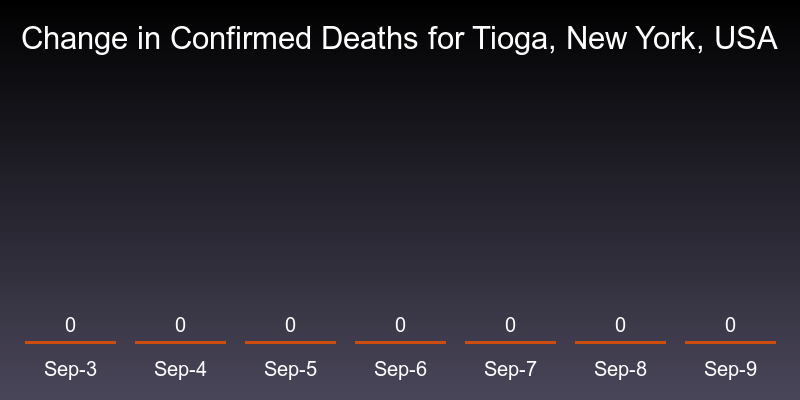 Change in Confirmed Deaths for Tioga, New York, USA
0 0 0 0 0 0 0
Sep-3 Sep-4 Sep-5 Sep-6 Sep-7 Sep-8 Sep-9